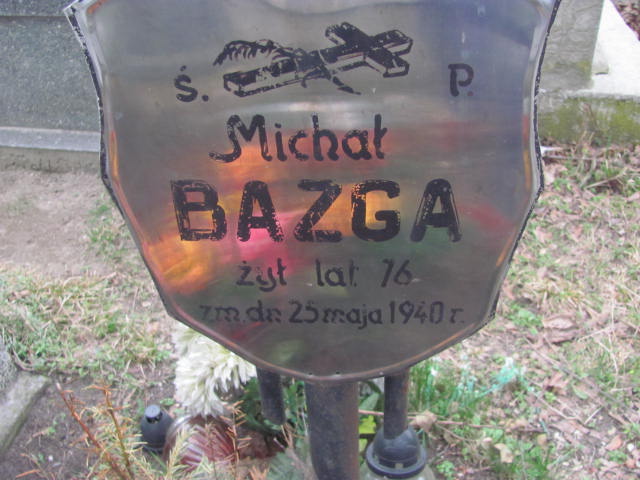 Ś. P.
Michał
BAZGA
żył lat 76
zm. dn. 25 maja 1940 r.